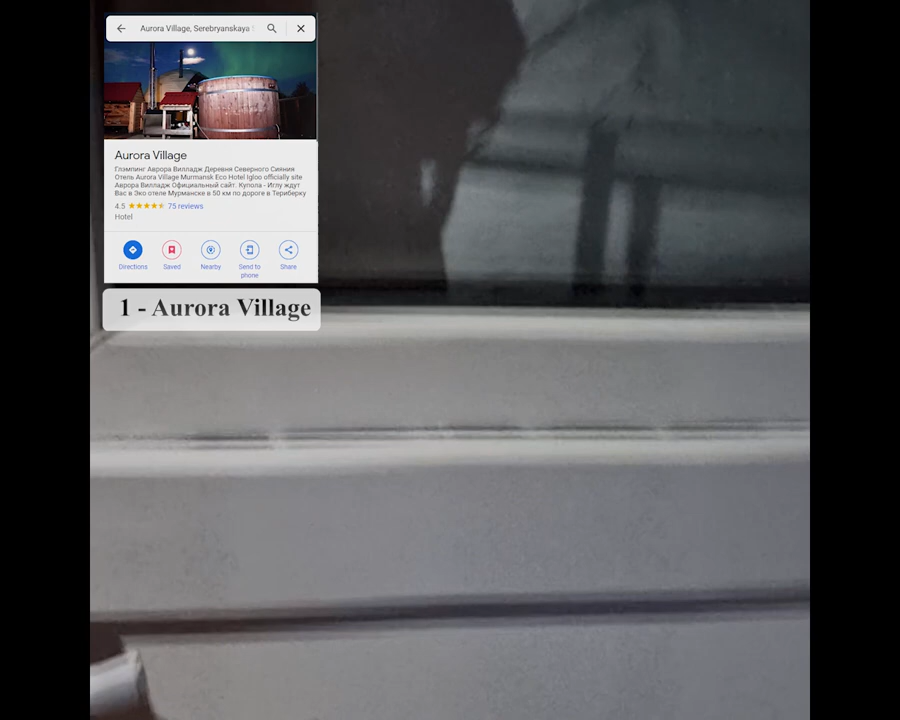 Aurora Village, Serebryanskaya
Aurora Village
Глэмпинг Аврора Вилладж Деревня Северного Сияния
Отель Aurora Village Murmansk Eco Hotel Igloo officially site
Аврора Вилладж Официальный сайт. Купола - Иглу ждут
Вас в Эко отеле Мурманске в 50 км по дороге в Териберку
4.5 75 reviews
Hotel
Directions Saved Nearby Send to phone Share
1 - Aurora Village